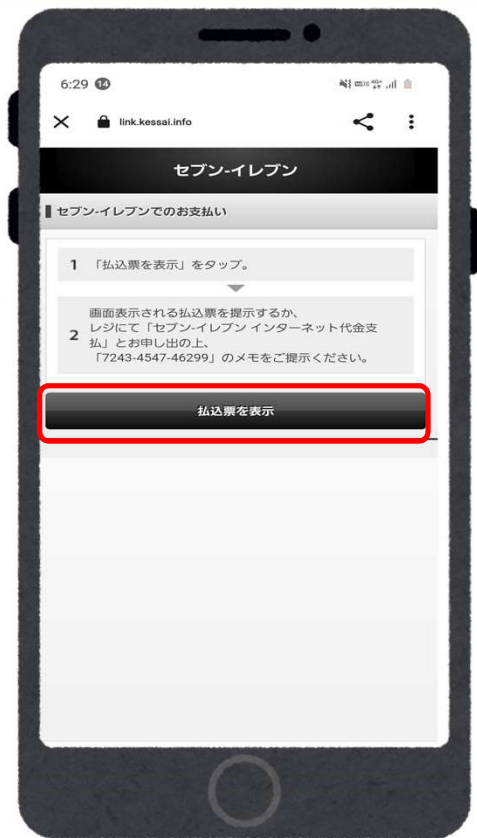 6:29 14
link.kessai.info
セブン-イレブン
セブン-イレブンでのお支払い
1 「払込票を表示」をタップ。
2 画面表示される払込票を提示するか、
レジにて「セブン-イレブン インターネット代金支
払」とお申し出の上、
「7243-4547-46299」のメモをご提示ください。
払込票を表示